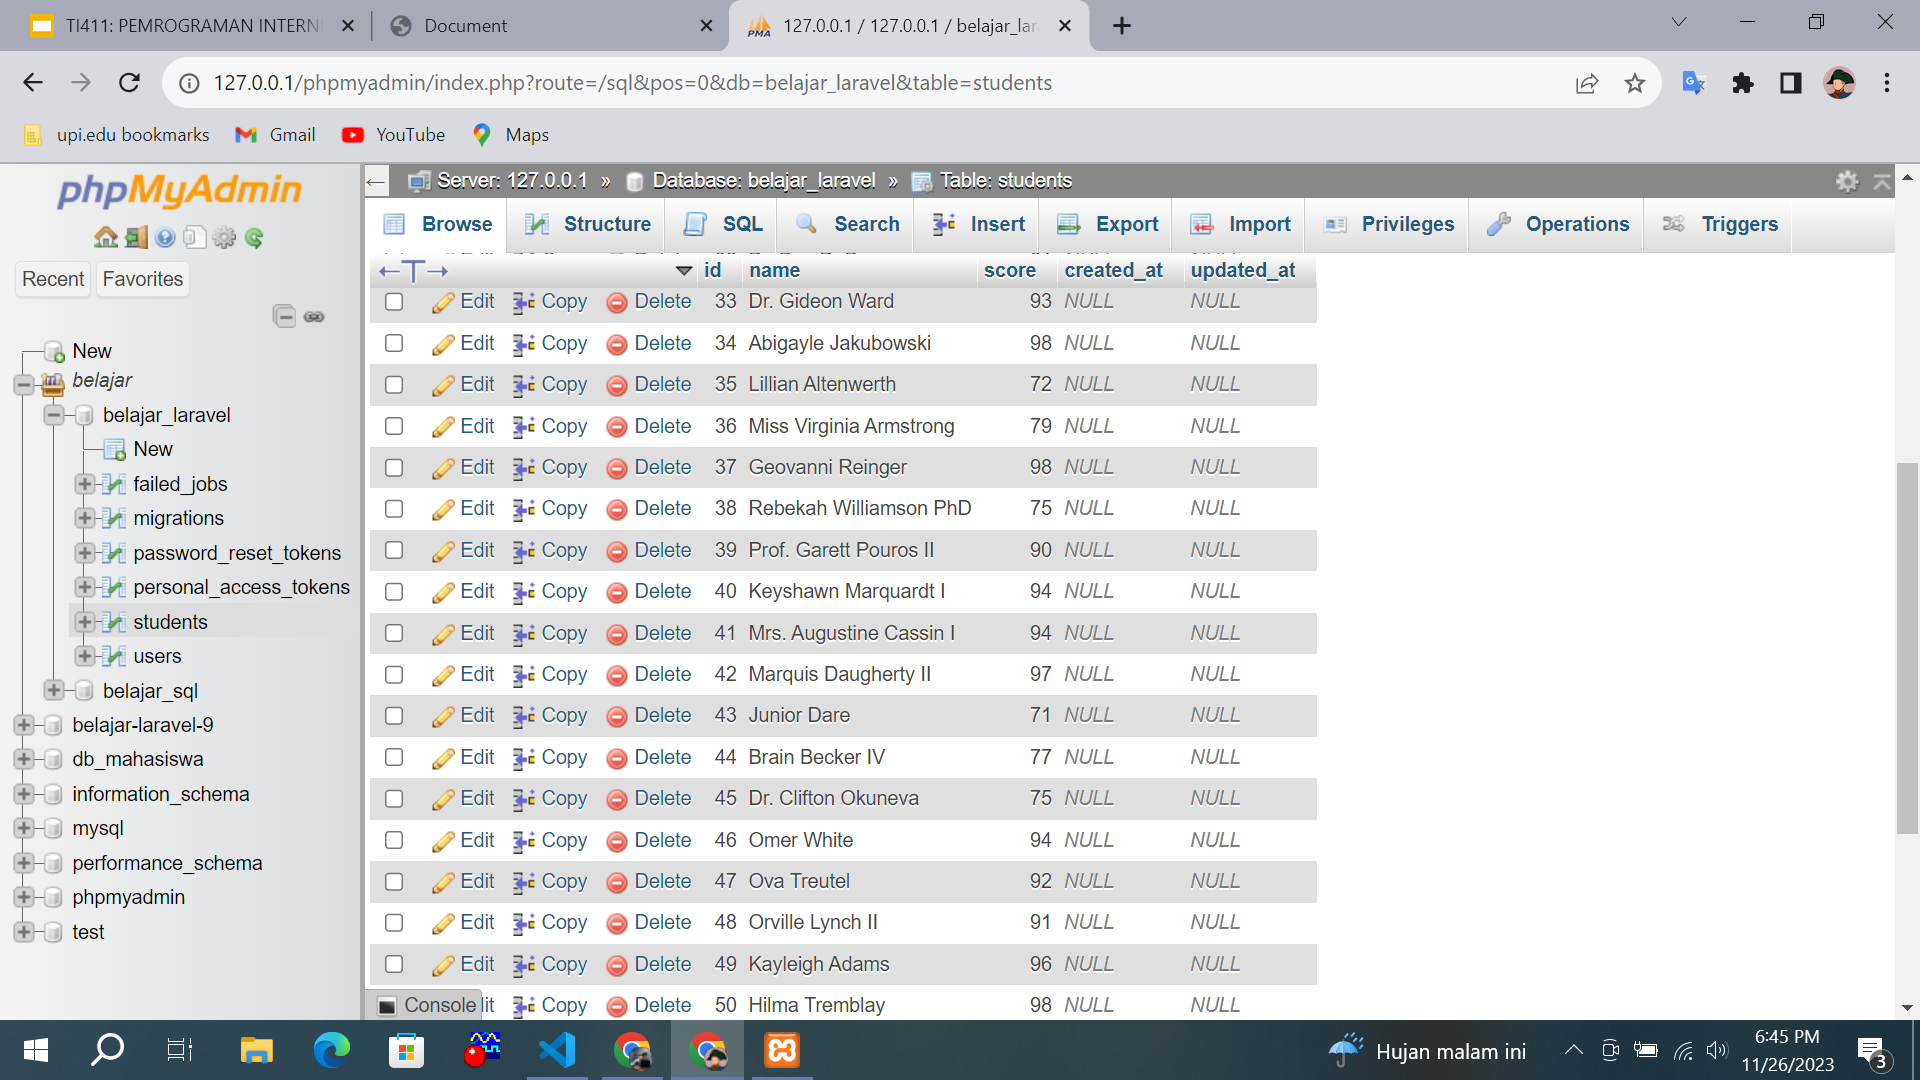 TI411: PEMROGRAMAN INTERN
Document
127.0.0.1 / 127.0.0.1 / belajar_lar
127.0.0.1/phpmyadmin/index.php?route=/sql&pos=0&db=belajar_laravel&table=students
upi.edu bookmarks Gmail YouTube Maps
phpMyAdmin
Recent Favorites
New
belajar
belajar_laravel
New
failed_jobs
migrations
password_reset_tokens
personal_access_tokens
students
users
belajar_sql
belajar-laravel-9
db_mahasiswa
information_schema
mysql
performance_schema
phpmyadmin
test
Server: 127.0.0.1 » Database: belajar_laravel » Table: students
Browse Structure SQL Search Insert Export Import Privileges Operations Triggers
id name score created_at updated_at
Edit Copy Delete 33 Dr. Gideon Ward 93 NULL NULL
Edit Copy Delete 34 Abigayle Jakubowski 98 NULL NULL
Edit Copy Delete 35 Lillian Altenwerth 72 NULL NULL
Edit Copy Delete 36 Miss Virginia Armstrong 79 NULL NULL
Edit Copy Delete 37 Geovanni Reinger 98 NULL NULL
Edit Copy Delete 38 Rebekah Williamson PhD 75 NULL NULL
Edit Copy Delete 39 Prof. Garett Pouros II 90 NULL NULL
Edit Copy Delete 40 Keyshawn Marquardt I 94 NULL NULL
Edit Copy Delete 41 Mrs. Augustine Cassin I 94 NULL NULL
Edit Copy Delete 42 Marquis Daugherty II 97 NULL NULL
Edit Copy Delete 43 Junior Dare 71 NULL NULL
Edit Copy Delete 44 Brain Becker IV 77 NULL NULL
Edit Copy Delete 45 Dr. Clifton Okuneva 75 NULL NULL
Edit Copy Delete 46 Omer White 94 NULL NULL
Edit Copy Delete 47 Ova Treutel 92 NULL NULL
Edit Copy Delete 48 Orville Lynch II 91 NULL NULL
Edit Copy Delete 49 Kayleigh Adams 96 NULL NULL
Console it Copy Delete 50 Hilma Tremblay 98 NULL NULL
Hujan malam ini
6:45 PM
11/26/2023
3